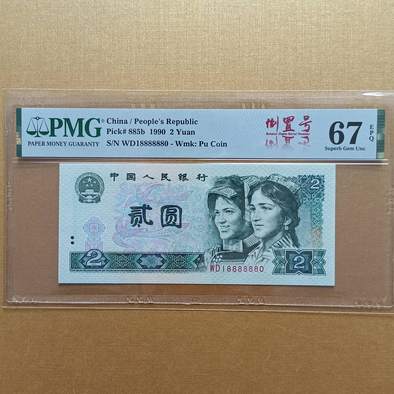 PMG
PAPER MONEY GUARANTY
China / People's Republic
Pick# 885b 1990 2 Yuan
S/N WD18888880 - Wmk: Pu Coin
倒置号
67 EPQ
Superb Gem Unc
中国人民银行
2
贰圆
WD18888880
2
2